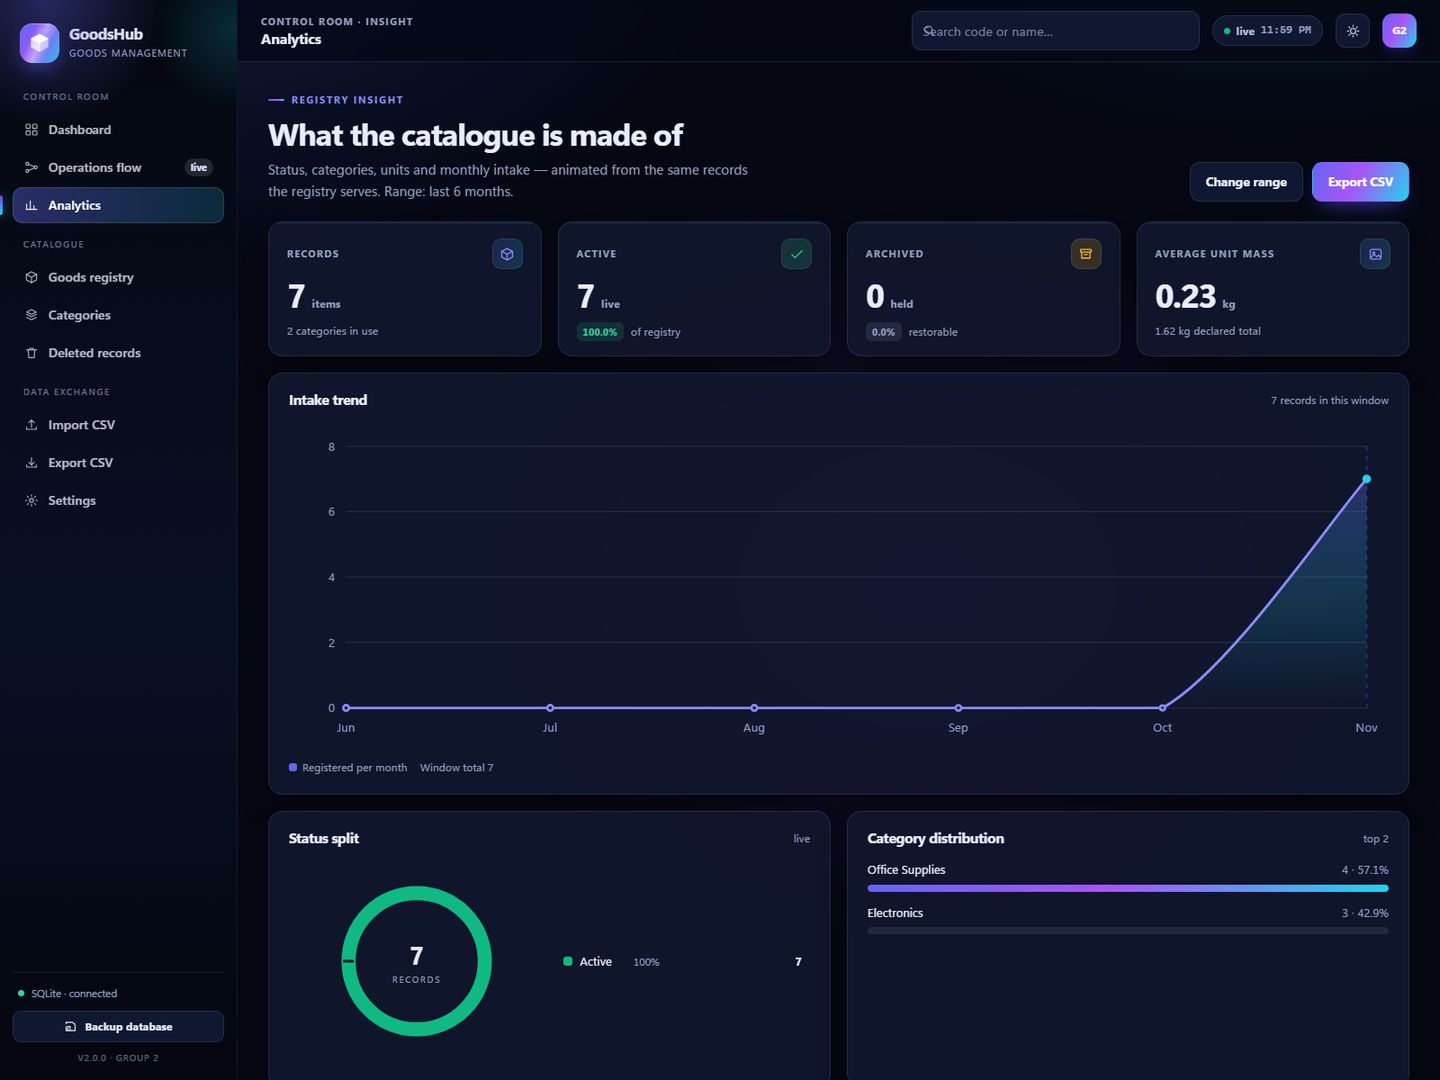 GoodsHub
GOODS MANAGEMENT
CONTROL ROOM
Dashboard
Operations flow live
Analytics
CATALOGUE
Goods registry
Categories
Deleted records
DATA EXCHANGE
Import CSV
Export CSV
Settings
SQLite · connected
Backup database
V2.0.0 · GROUP 2
CONTROL ROOM · INSIGHT
Analytics
Search code or name...
live 11:59 PM
G2
REGISTRY INSIGHT
What the catalogue is made of
Status, categories, units and monthly intake — animated from the same records
the registry serves. Range: last 6 months.
Change range
Export CSV
RECORDS
7 items
2 categories in use
ACTIVE
7 live
100.0% of registry
ARCHIVED
0 held
0.0% restorable
AVERAGE UNIT MASS
0.23 kg
1.62 kg declared total
Intake trend
7 records in this window
8
6
4
2
0
Jun Jul Aug Sep Oct Nov
Registered per month Window total 7
Status split
live
7
RECORDS
Active 100% 7
Category distribution
top 2
Office Supplies 4 · 57.1%
Electronics 3 · 42.9%